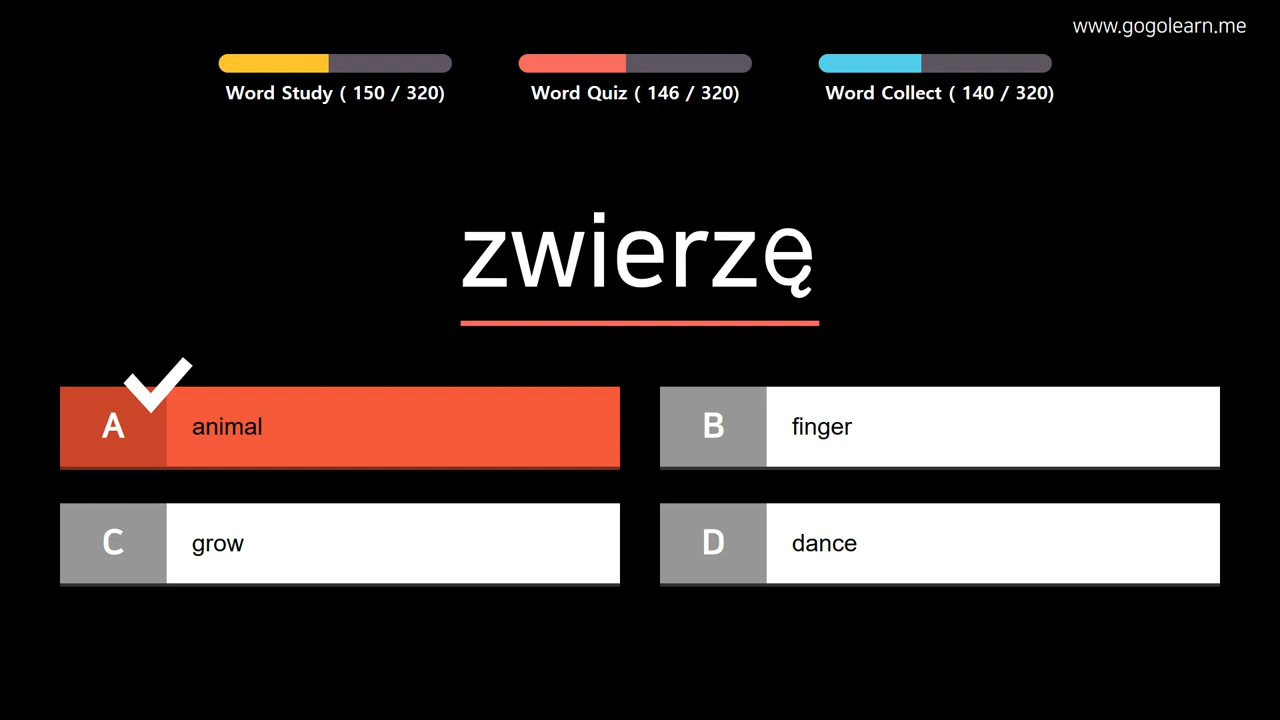 www.gogolearn.me
Word Study ( 150 / 320)
Word Quiz ( 146 / 320)
Word Collect ( 140 / 320)
zwierzę
A animal
B finger
C grow
D dance